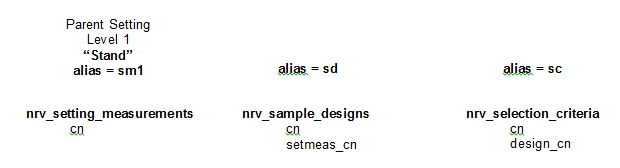 Parent Setting
Level 1
“Stand”
alias = sm1
alias = sd
alias = sc
nrv_setting_measurements
cn
nrv_sample_designs
cn
setmeas_cn
nrv_selection_criteria
cn
design_cn